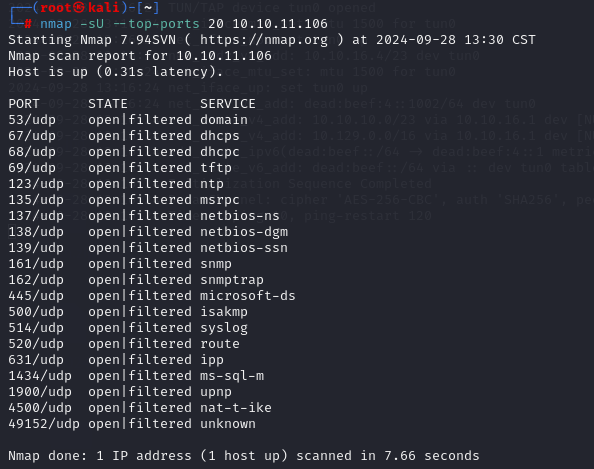 (root㉿kali)-[~]
# nmap -sU --top-ports 20 10.10.11.106
Starting Nmap 7.94SVN ( https://nmap.org ) at 2024-09-28 13:30 CST
Nmap scan report for 10.10.11.106
Host is up (0.31s latency).
PORT STATE SERVICE
53/udp open|filtered domain
67/udp open|filtered dhcps
68/udp open|filtered dhcpc
69/udp open|filtered tftp
123/udp open|filtered ntp
135/udp open|filtered msrpc
137/udp open|filtered netbios-ns
138/udp open|filtered netbios-dgm
139/udp open|filtered netbios-ssn
161/udp open|filtered snmp
162/udp open|filtered snmptrap
445/udp open|filtered microsoft-ds
500/udp open|filtered isakmp
514/udp open|filtered syslog
520/udp open|filtered route
631/udp open|filtered ipp
1434/udp open|filtered ms-sql-m
1900/udp open|filtered upnp
4500/udp open|filtered nat-t-ike
49152/udp open|filtered unknown
Nmap done: 1 IP address (1 host up) scanned in 7.66 seconds